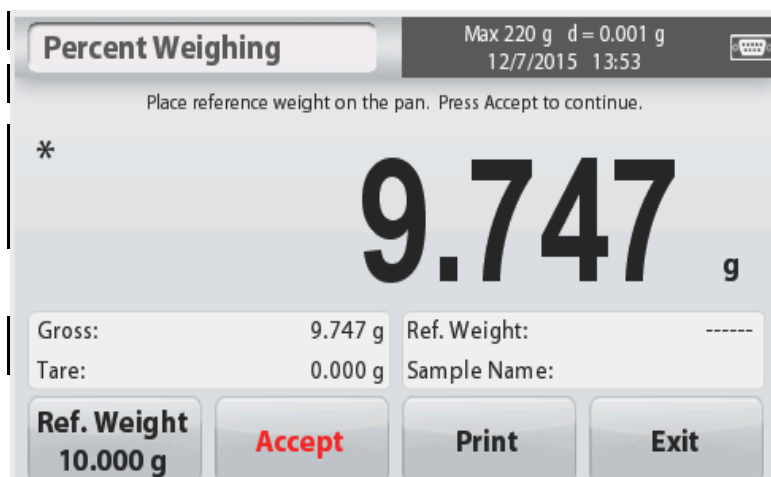 Percent Weighing
Max 220 g d = 0.001 g
12/7/2015 13:53
Place reference weight on the pan. Press Accept to continue.
*
9.747 g
Gross: 9.747 g
Tare: 0.000 g
Ref. Weight: ------
Sample Name:
Ref. Weight
10.000 g
Accept
Print
Exit